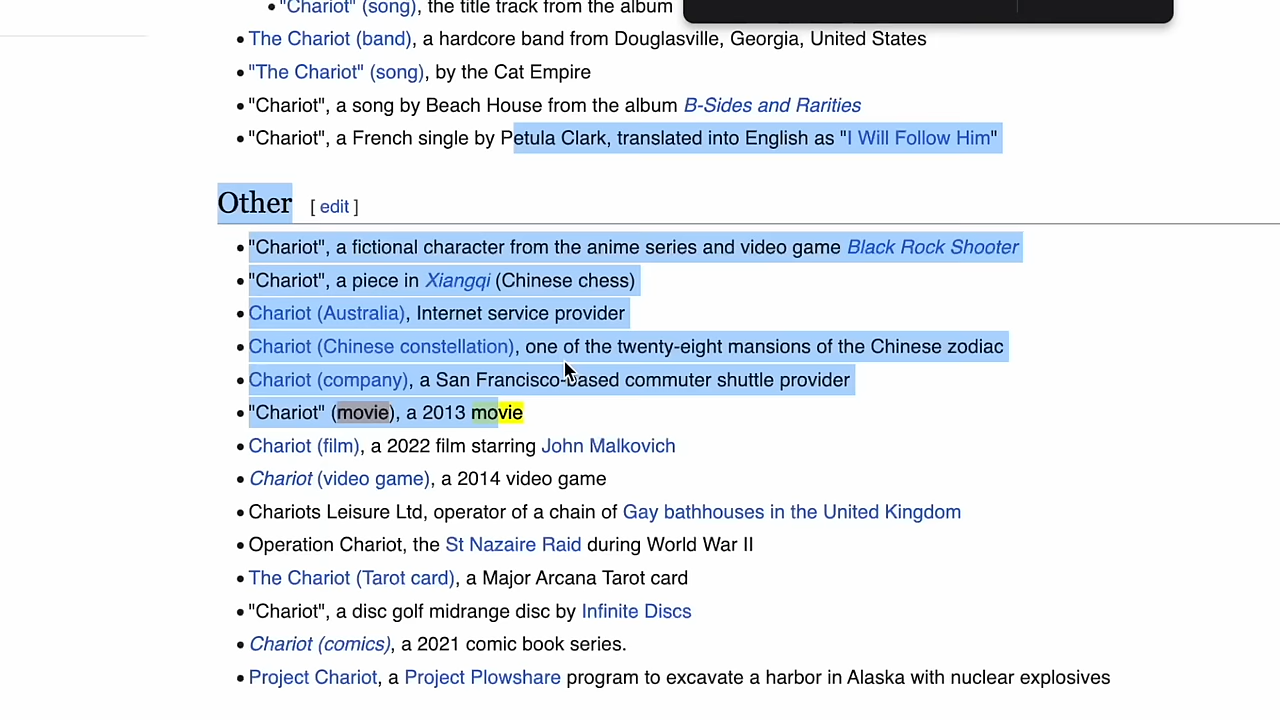 "Chariot" (song), the title track from the album
The Chariot (band), a hardcore band from Douglasville, Georgia, United States
"The Chariot" (song), by the Cat Empire
"Chariot", a song by Beach House from the album B-Sides and Rarities
"Chariot", a French single by Petula Clark, translated into English as "I Will Follow Him"
Other [ edit ]
"Chariot", a fictional character from the anime series and video game Black Rock Shooter
"Chariot", a piece in Xiangqi (Chinese chess)
Chariot (Australia), Internet service provider
Chariot (Chinese constellation), one of the twenty-eight mansions of the Chinese zodiac
Chariot (company), a San Francisco-based commuter shuttle provider
"Chariot" (movie), a 2013 movie
Chariot (film), a 2022 film starring John Malkovich
Chariot (video game), a 2014 video game
Chariots Leisure Ltd, operator of a chain of Gay bathhouses in the United Kingdom
Operation Chariot, the St Nazaire Raid during World War II
The Chariot (Tarot card), a Major Arcana Tarot card
"Chariot", a disc golf midrange disc by Infinite Discs
Chariot (comics), a 2021 comic book series.
Project Chariot, a Project Plowshare program to excavate a harbor in Alaska with nuclear explosives